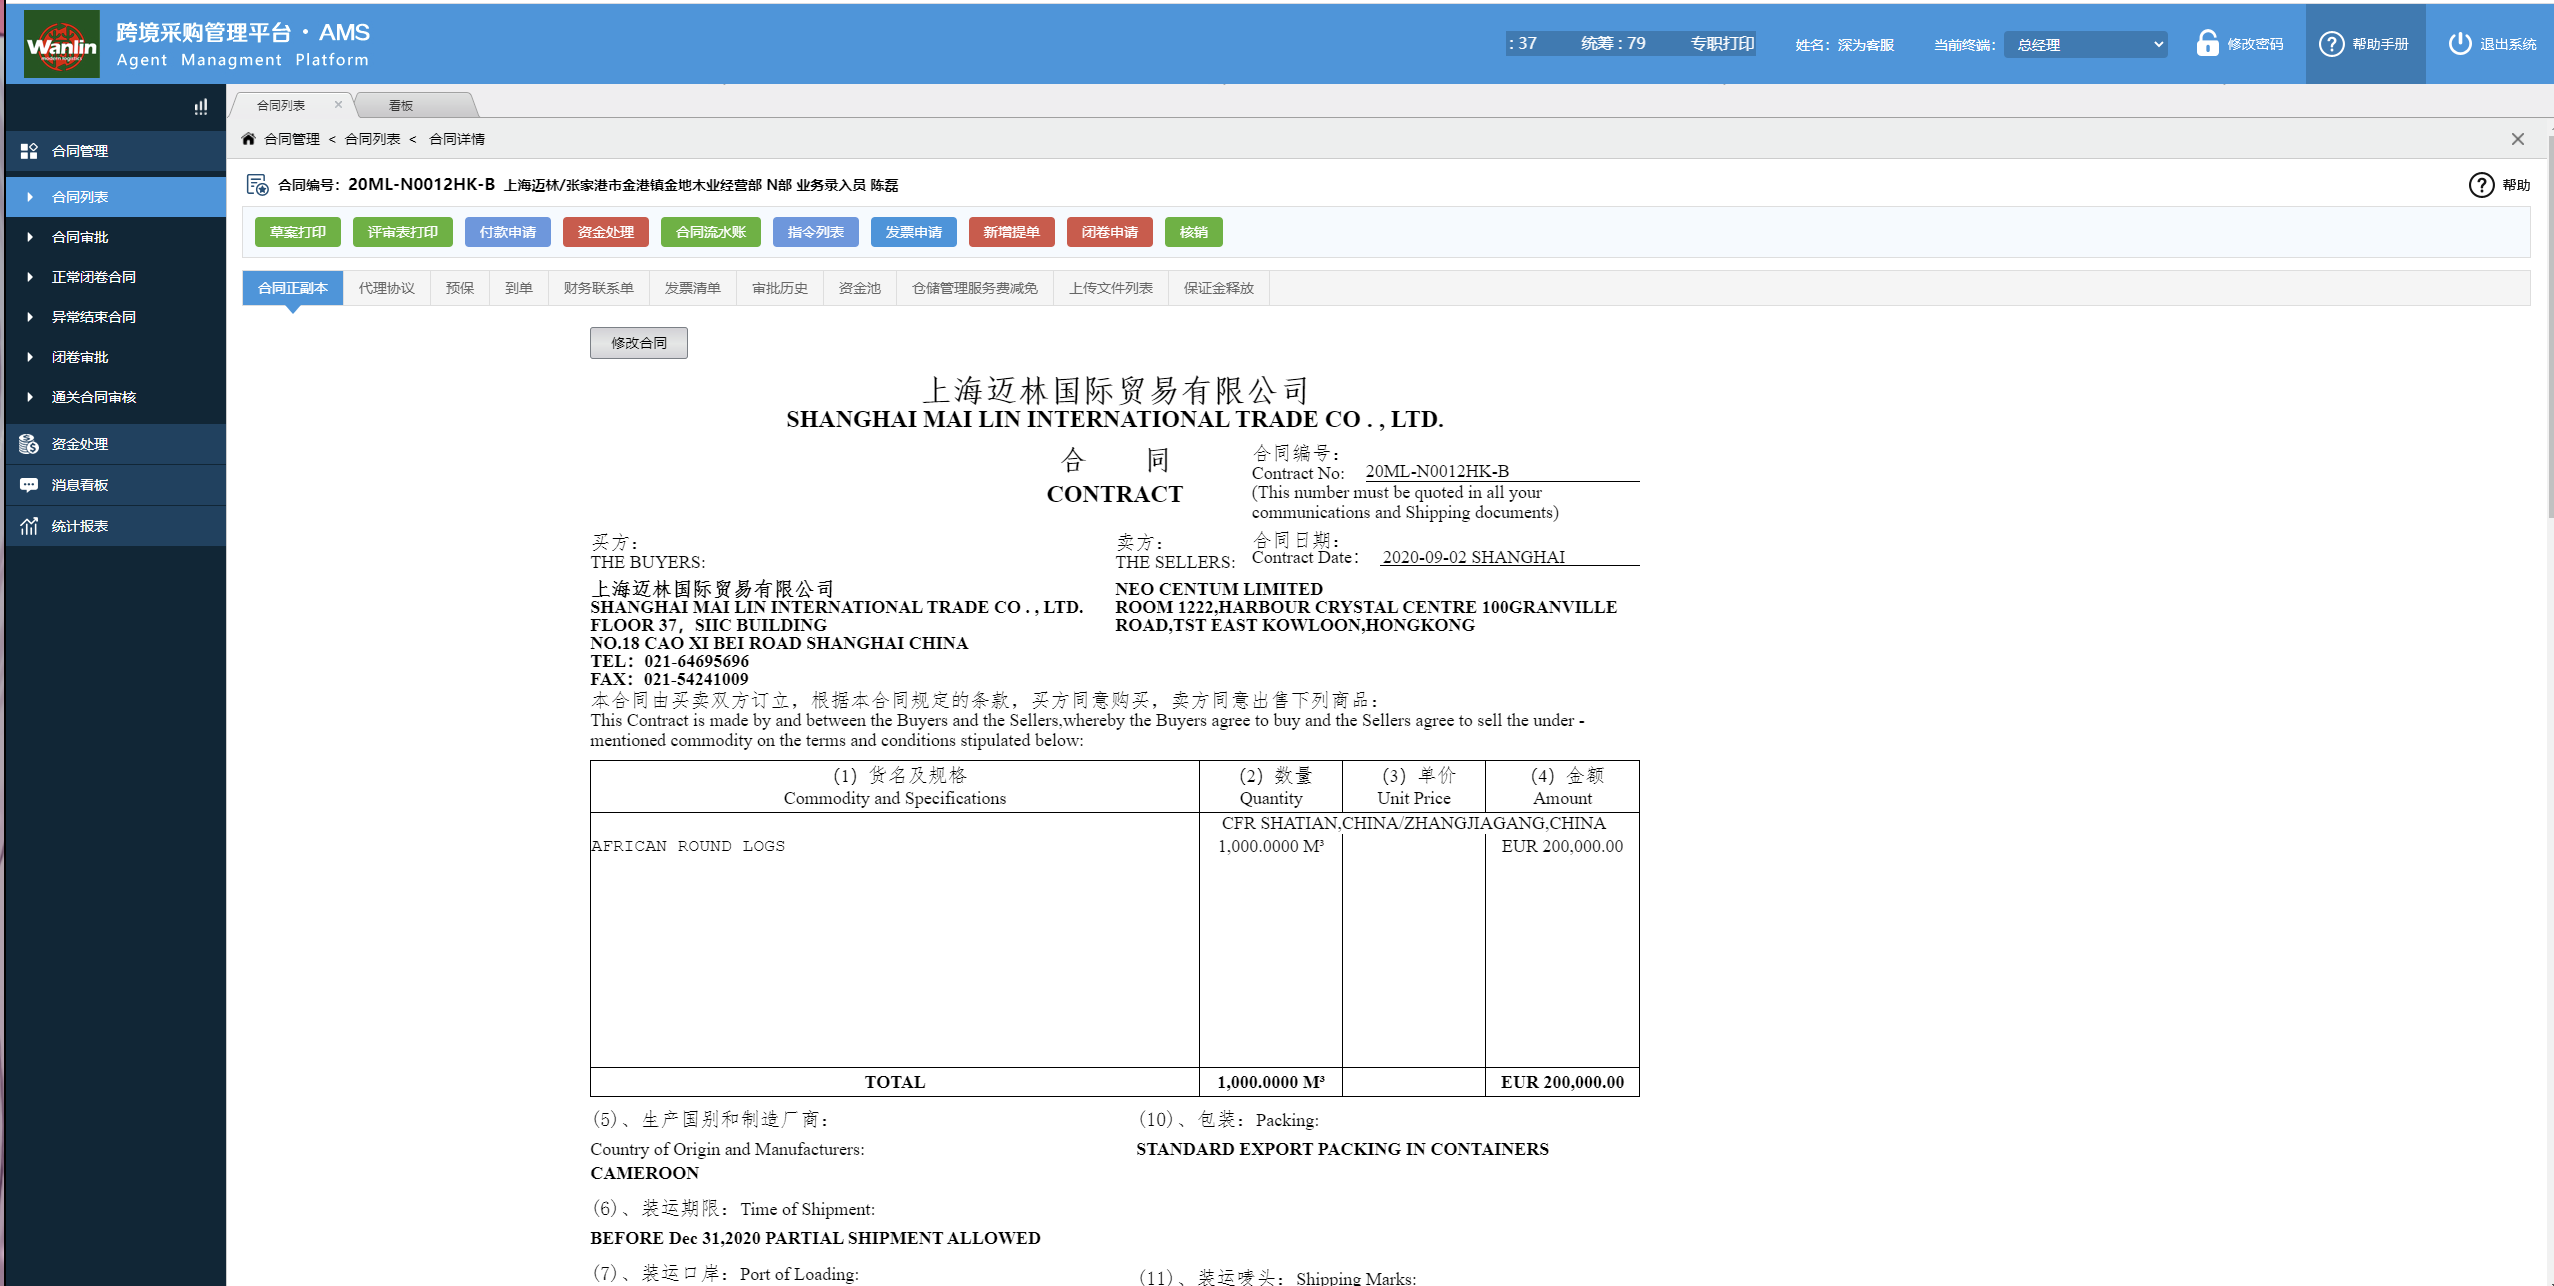 Wanlin
modern logistics
跨境采购管理平台·AMS
Agent Managment Platform
: 37 统筹 : 79 专职打印
姓名：深为客服
当前终端：
总经理
修改密码
帮助手册
退出系统
合同管理
合同列表
合同审批
正常闭卷合同
异常结束合同
闭卷审批
通关合同审核
资金处理
消息看板
统计报表
合同列表 ×
看板
合同管理 < 合同列表 < 合同详情
合同编号：20ML-N0012HK-B 上海迈林/张家港市金港镇金地木业经营部 N部 业务录入员 陈磊
帮助
草案打印 评审表打印 付款申请 资金处理 合同流水账 指令列表 发票申请 新增提单 闭卷申请 核销
合同正副本 代理协议 预保 到单 财务联系单 发票清单 审批历史 资金池 仓储管理服务费减免 上传文件列表 保证金释放
修改合同
上海迈林国际贸易有限公司
SHANGHAI MAI LIN INTERNATIONAL TRADE CO . , LTD.
合 同
CONTRACT
合同编号：
Contract No: 20ML-N0012HK-B
(This number must be quoted in all your
communications and Shipping documents)
合同日期：
Contract Date： 2020-09-02 SHANGHAI
买方：
THE BUYERS:
上海迈林国际贸易有限公司
SHANGHAI MAI LIN INTERNATIONAL TRADE CO . , LTD.
FLOOR 37，SIIC BUILDING
NO.18 CAO XI BEI ROAD SHANGHAI CHINA
TEL：021-64695696
FAX：021-54241009
卖方：
THE SELLERS:
NEO CENTUM LIMITED
ROOM 1222,HARBOUR CRYSTAL CENTRE 100GRANVILLE
ROAD,TST EAST KOWLOON,HONGKONG
本合同由买卖双方订立，根据本合同规定的条款，买方同意购买，卖方同意出售下列商品：
This Contract is made by and between the Buyers and the Sellers,whereby the Buyers agree to buy and the Sellers agree to sell the under -
mentioned commodity on the terms and conditions stipulated below:
（1）货名及规格 （2）数量 （3）单价 （4）金额
Commodity and Specifications Quantity Unit Price Amount
CFR SHATIAN,CHINA/ZHANGJIAGANG,CHINA
AFRICAN ROUND LOGS 1,000.0000 M³ EUR 200,000.00
TOTAL 1,000.0000 M³ EUR 200,000.00
（5）、生产国别和制造厂商：
Country of Origin and Manufacturers:
CAMEROON
（10）、包装：Packing:
STANDARD EXPORT PACKING IN CONTAINERS
（6）、装运期限：Time of Shipment:
BEFORE Dec 31,2020 PARTIAL SHIPMENT ALLOWED
（7）、装运口岸：Port of Loading:
（11）、装运唛头：Shipping Marks: